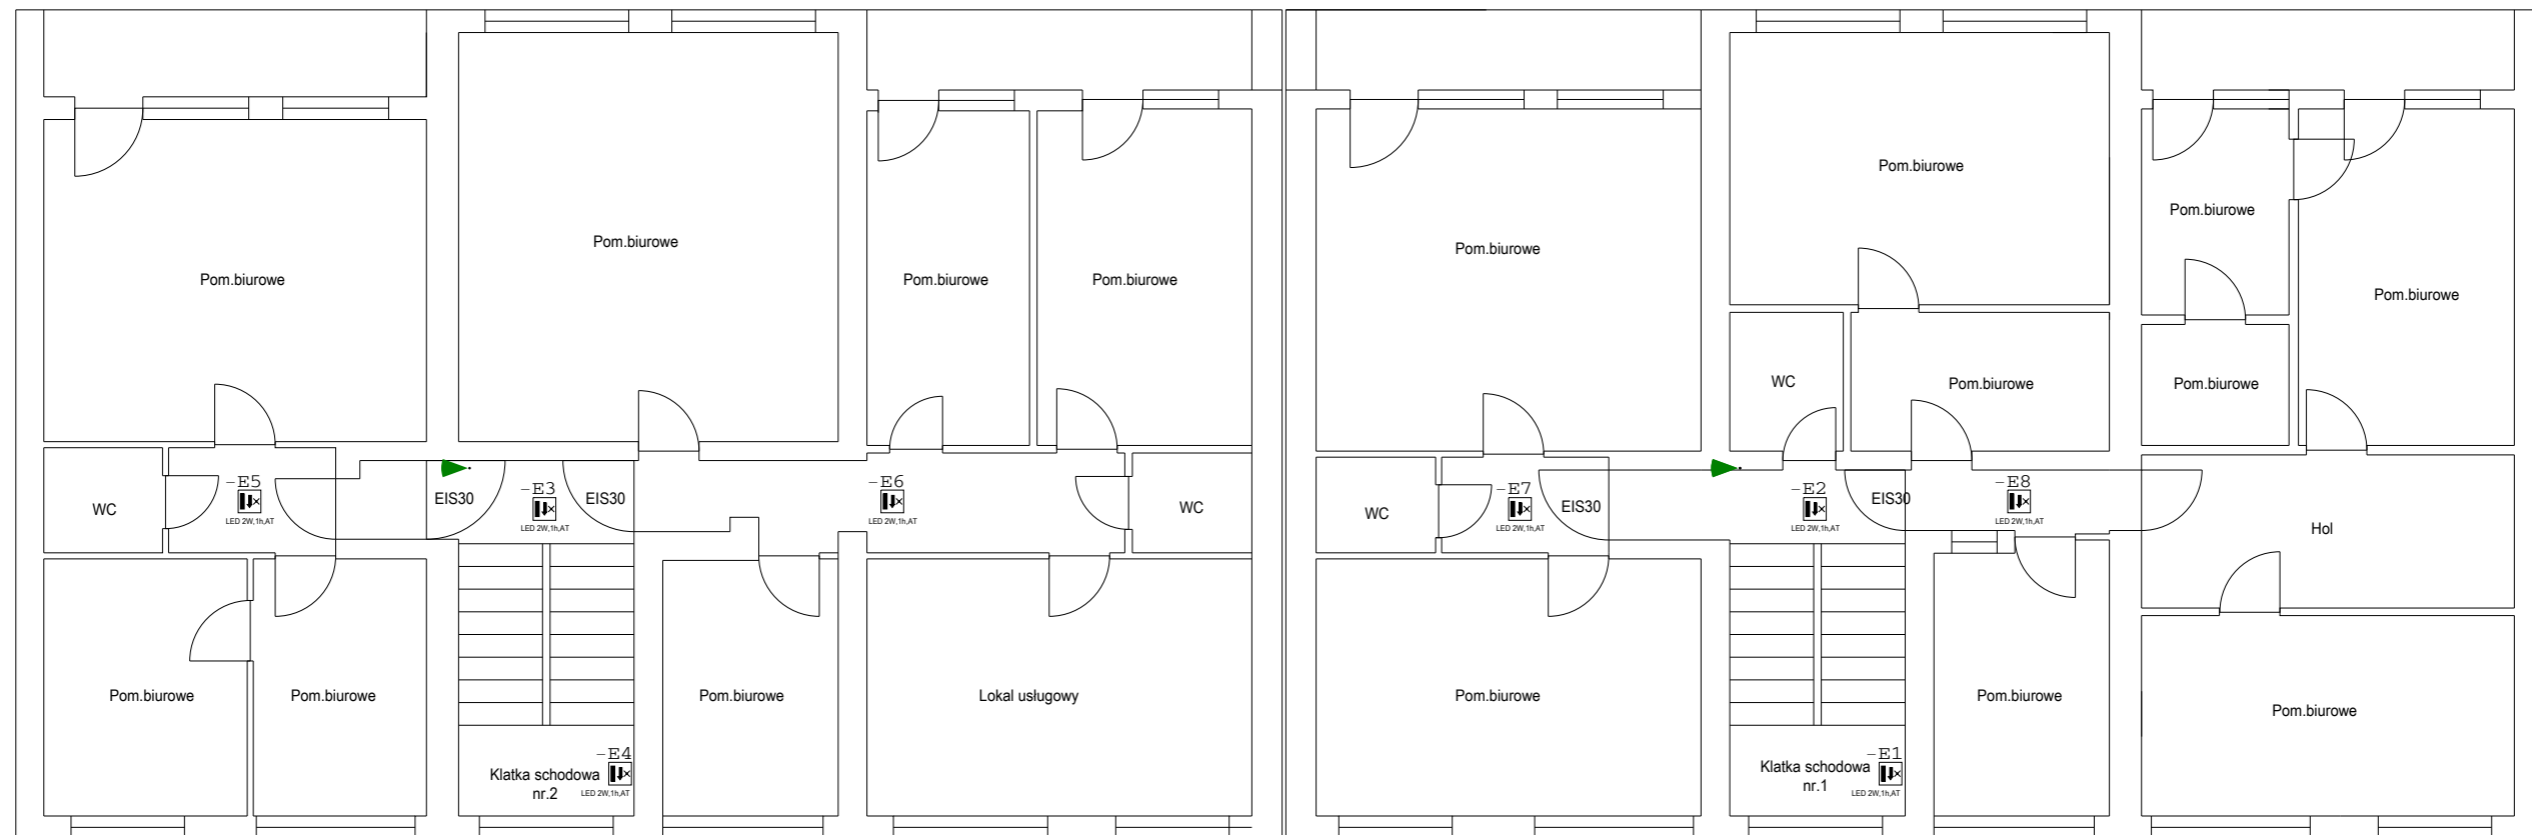 Pom.biurowe
Pom.biurowe
Pom.biurowe
Pom.biurowe
WC
-E5
LED 2W,1h,AT
EIS30
-E3
LED 2W,1h,AT
EIS30
-E6
LED 2W,1h,AT
WC
Pom.biurowe
Pom.biurowe
Pom.biurowe
Lokal usługowy
-E4
Klatka schodowa
nr.2
LED 2W,1h,AT
Pom.biurowe
Pom.biurowe
Pom.biurowe
Pom.biurowe
WC
Pom.biurowe
Pom.biurowe
WC
-E7
LED 2W,1h,AT
EIS30
-E2
LED 2W,1h,AT
EIS30
-E8
LED 2W,1h,AT
Hol
Pom.biurowe
Pom.biurowe
Pom.biurowe
-E1
Klatka schodowa
nr.1
LED 2W,1h,AT